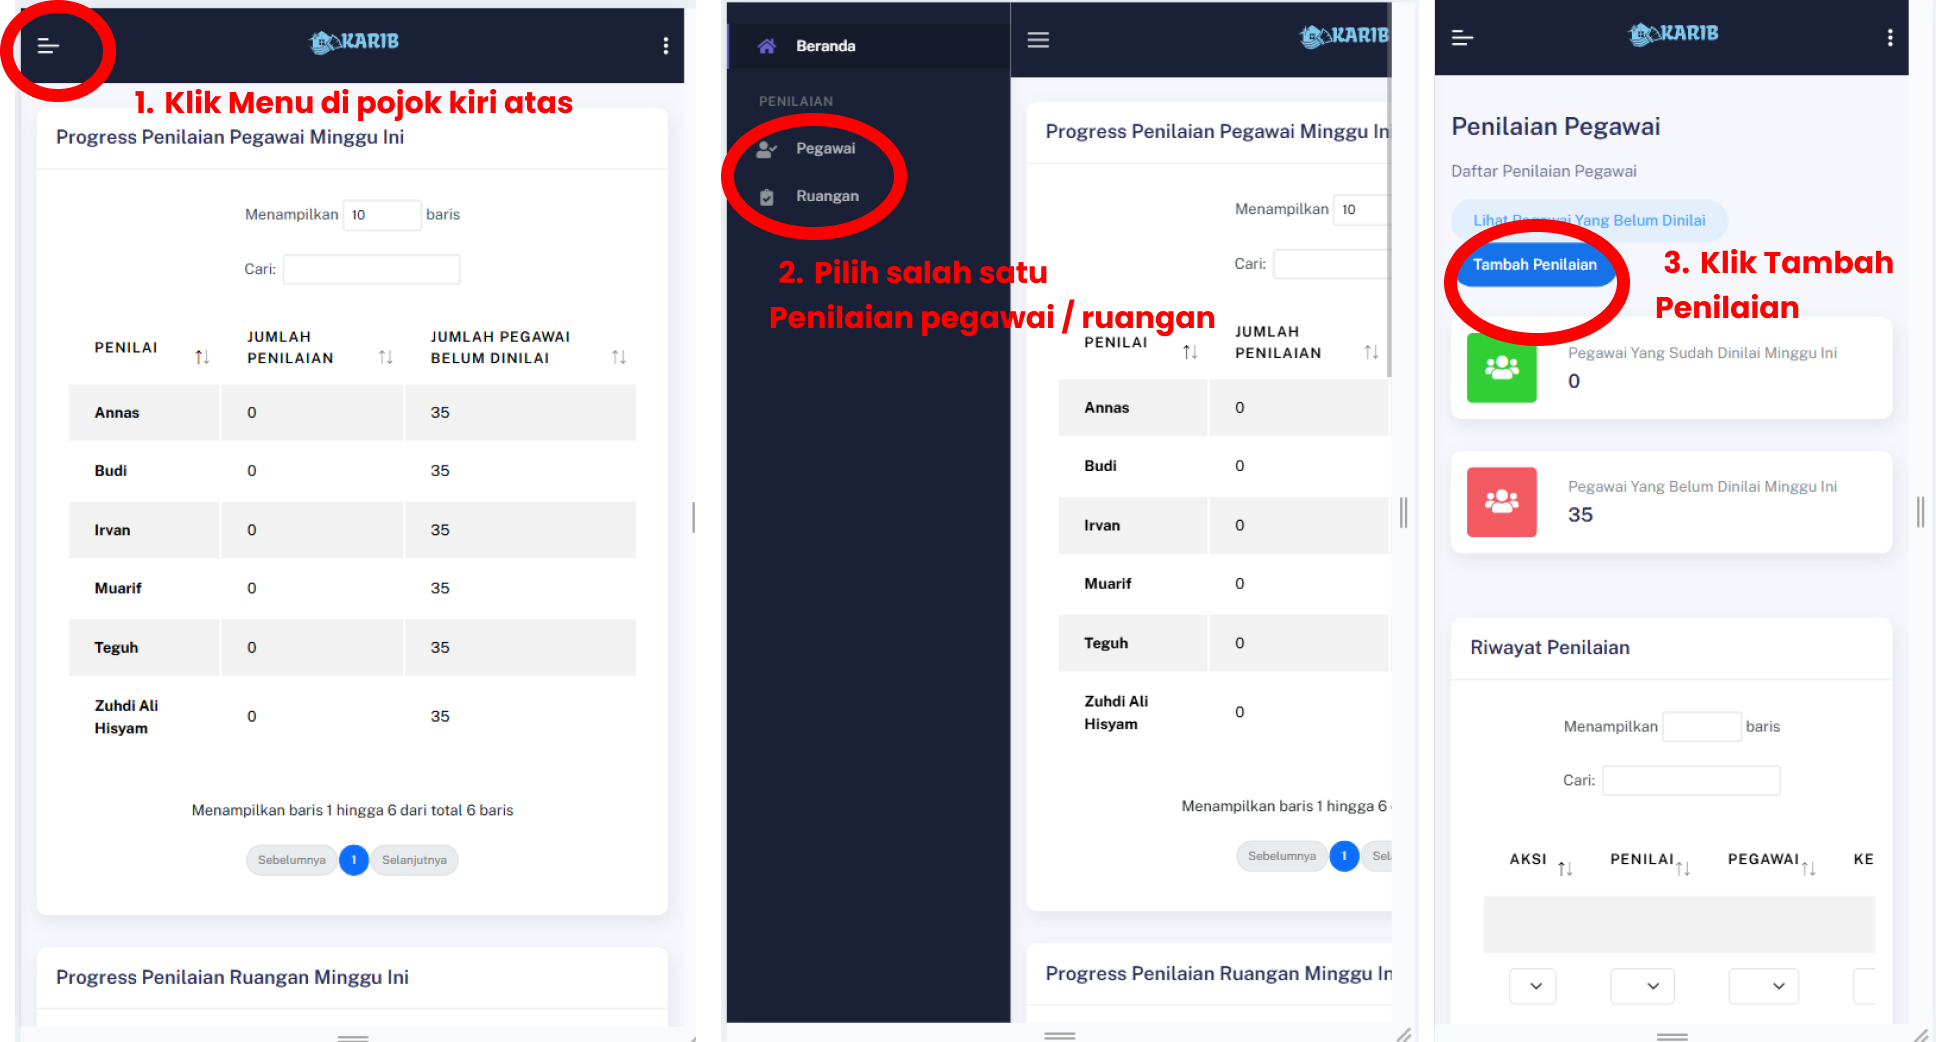 KARIB
1. Klik Menu di pojok kiri atas
Progress Penilaian Pegawai Minggu Ini
Menampilkan 10 baris
Cari:
PENILAI
JUMLAH PENILAIAN
JUMLAH PEGAWAI BELUM DINILAI
Annas 0 35
Budi 0 35
Irvan 0 35
Muarif 0 35
Teguh 0 35
Zuhdi Ali Hisyam 0 35
Menampilkan baris 1 hingga 6 dari total 6 baris
Sebelumnya 1 Selanjutnya
Progress Penilaian Ruangan Minggu Ini
Beranda
PENILAIAN
Pegawai
Ruangan
2. Pilih salah satu
Penilaian pegawai / ruangan
KARIB
Progress Penilaian Pegawai Minggu In
Menampilkan 10
Cari:
PENILAI
JUMLAH PENILAIAN
Annas 0
Budi 0
Irvan 0
Muarif 0
Teguh 0
Zuhdi Ali Hisyam 0
Menampilkan baris 1 hingga 6
Sebelumnya 1 Sel
Progress Penilaian Ruangan Minggu In
KARIB
Penilaian Pegawai
Daftar Penilaian Pegawai
Lihat Pegawai Yang Belum Dinilai
Tambah Penilaian
3. Klik Tambah
Penilaian
Pegawai Yang Sudah Dinilai Minggu Ini
0
Pegawai Yang Belum Dinilai Minggu Ini
35
Riwayat Penilaian
Menampilkan baris
Cari:
AKSI PENILAI PEGAWAI KE